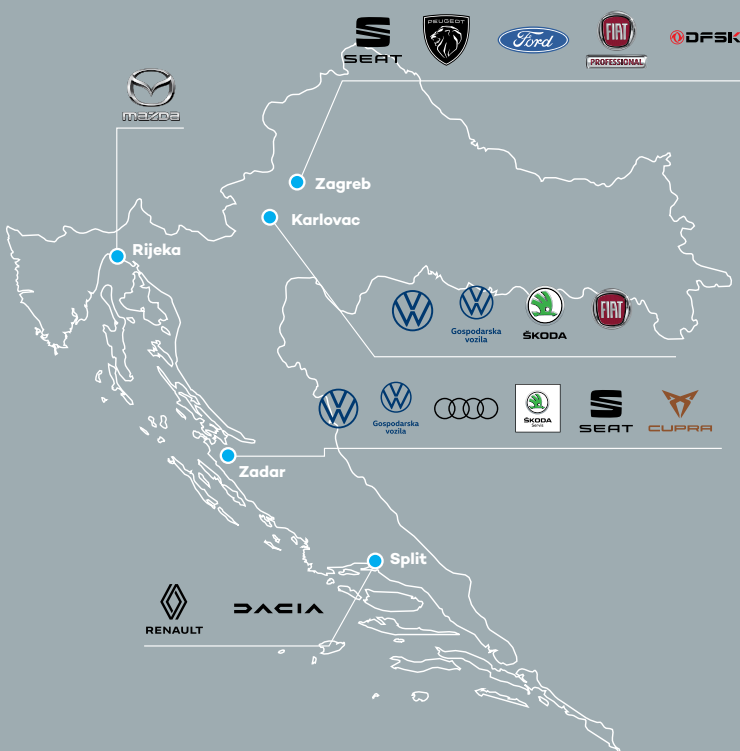 SEAT
PEUGEOT
Ford
FIAT
PROFESSIONAL
DFSK
mazda
Zagreb
Karlovac
Rijeka
Gospodarska
vozila
ŠKODA
FIAT
Gospodarska
vozila
ŠKODA
Servis
SEAT
CUPRA
Zadar
Split
RENAULT
DACIA